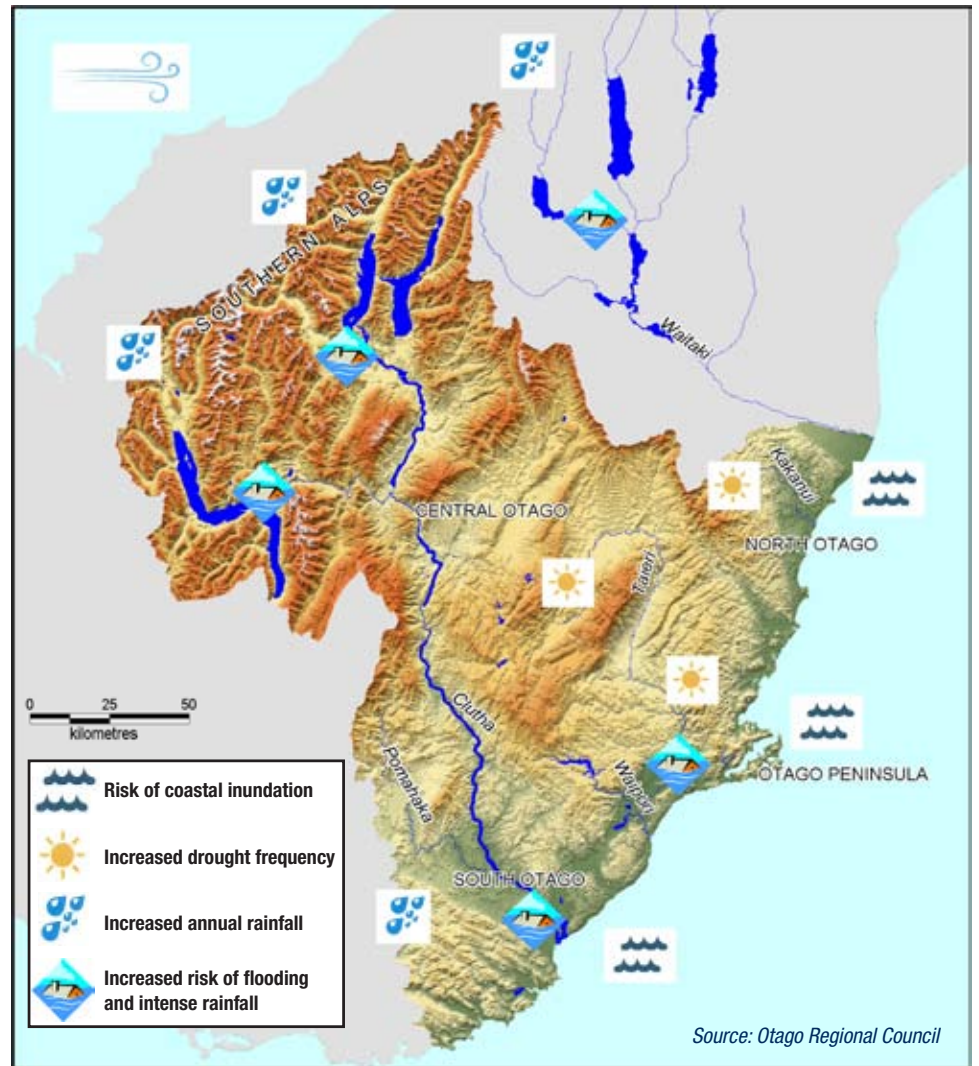 SOUTHERN ALPS
Waitaki
Kakanui
CENTRAL OTAGO
NORTH OTAGO
Taieri
0 25 50
kilometres
Clutha
Pomahaka
Waipori
OTAGO PENINSULA
SOUTH OTAGO
Risk of coastal inundation
Increased drought frequency
Increased annual rainfall
Increased risk of flooding
and intense rainfall
Source: Otago Regional Council